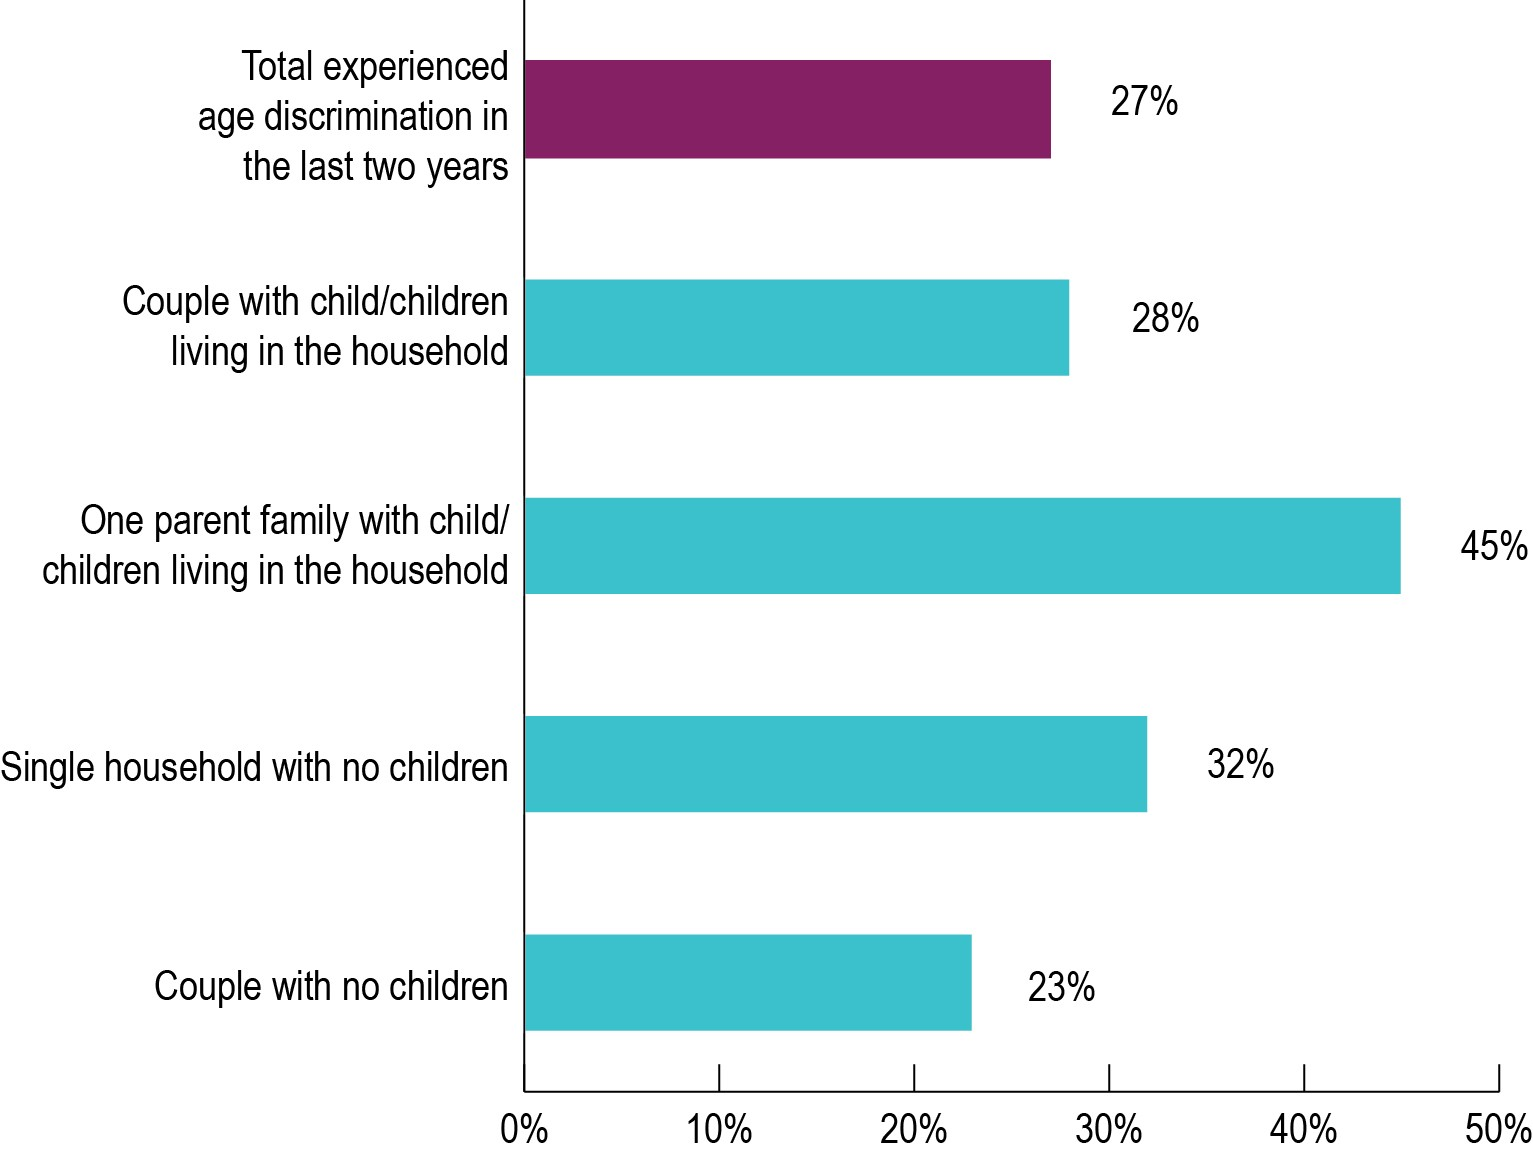 Total experienced
age discrimination in
the last two years
27%
Couple with child/children
living in the household
28%
One parent family with child/
children living in the household
45%
Single household with no children
32%
Couple with no children
23%
0% 10% 20% 30% 40% 50%